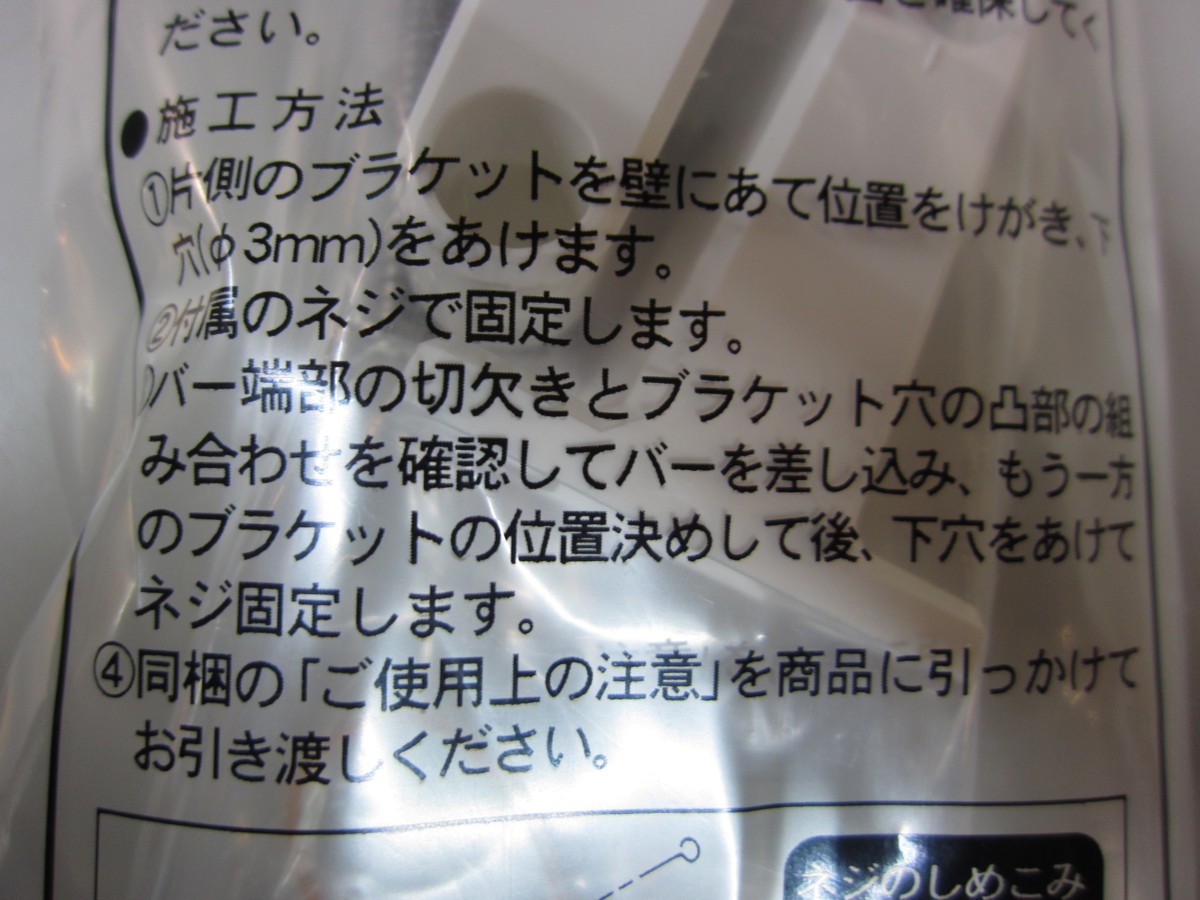 を確保してく
ださい。
●施工方法
①片側のブラケットを壁にあて位置をけがき、下
穴(φ3mm)をあけます。
②付属のネジで固定します。
バー端部の切欠きとブラケット穴の凸部の組
み合わせを確認してバーを差し込み、もう一方
のブラケットの位置決めして後、下穴をあけて
ネジ固定します。
④同梱の「ご使用上の注意」を商品に引っかけて
お引き渡しください。
ネジのしめこみ